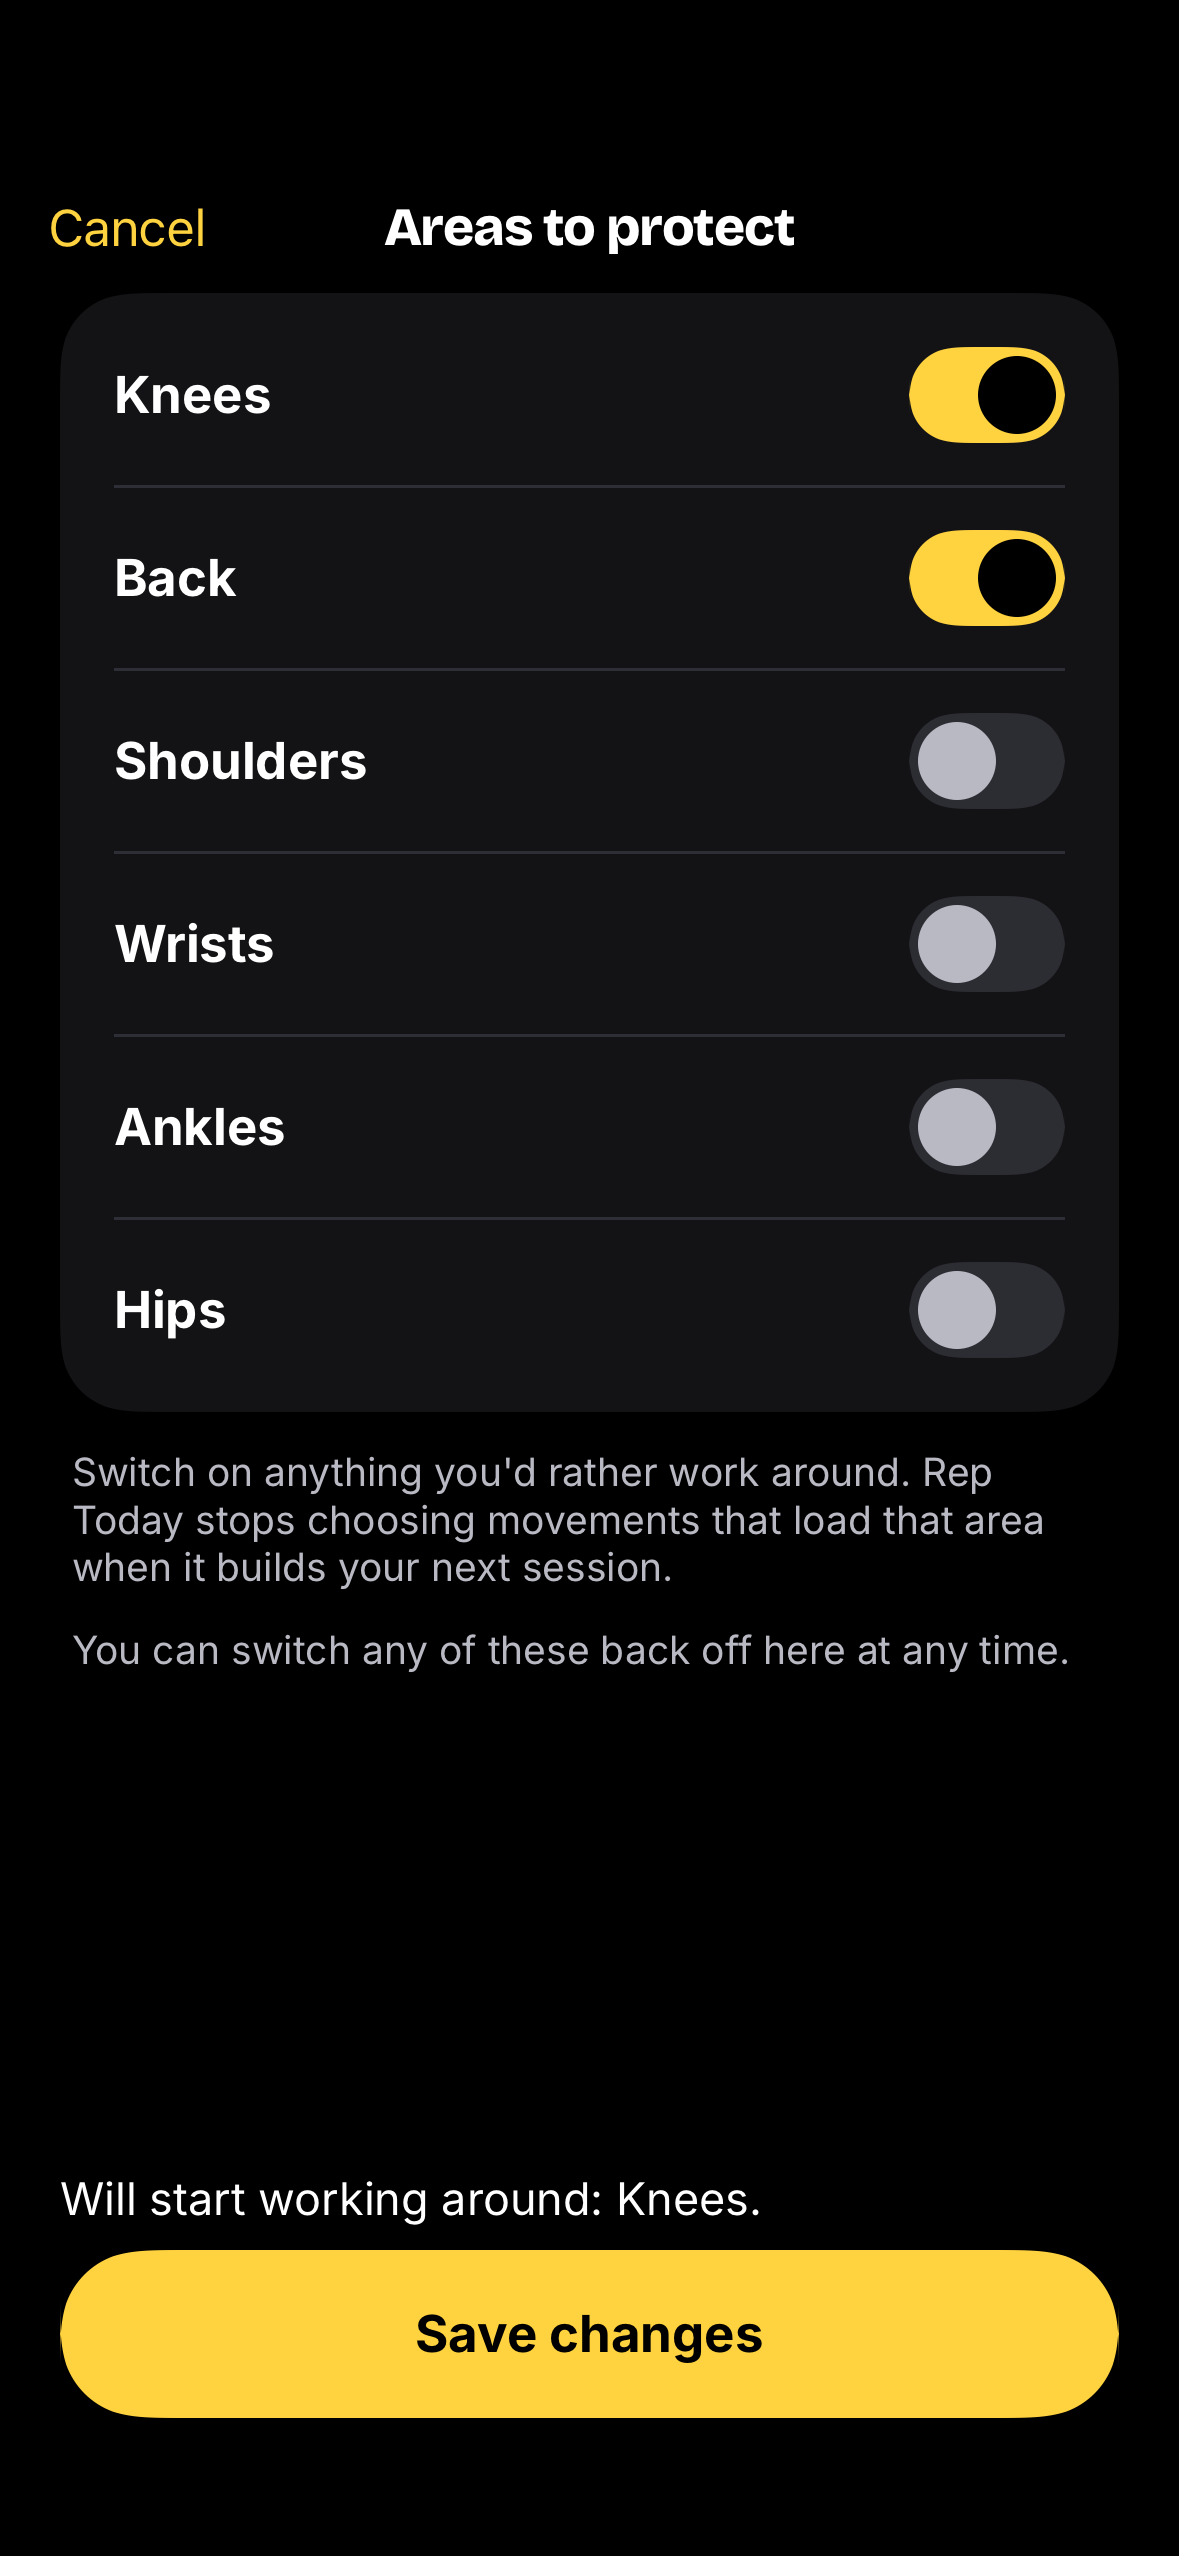 Cancel
Areas to protect
Knees
Back
Shoulders
Wrists
Ankles
Hips
Switch on anything you'd rather work around. Rep
Today stops choosing movements that load that area
when it builds your next session.
You can switch any of these back off here at any time.
Will start working around: Knees.
Save changes